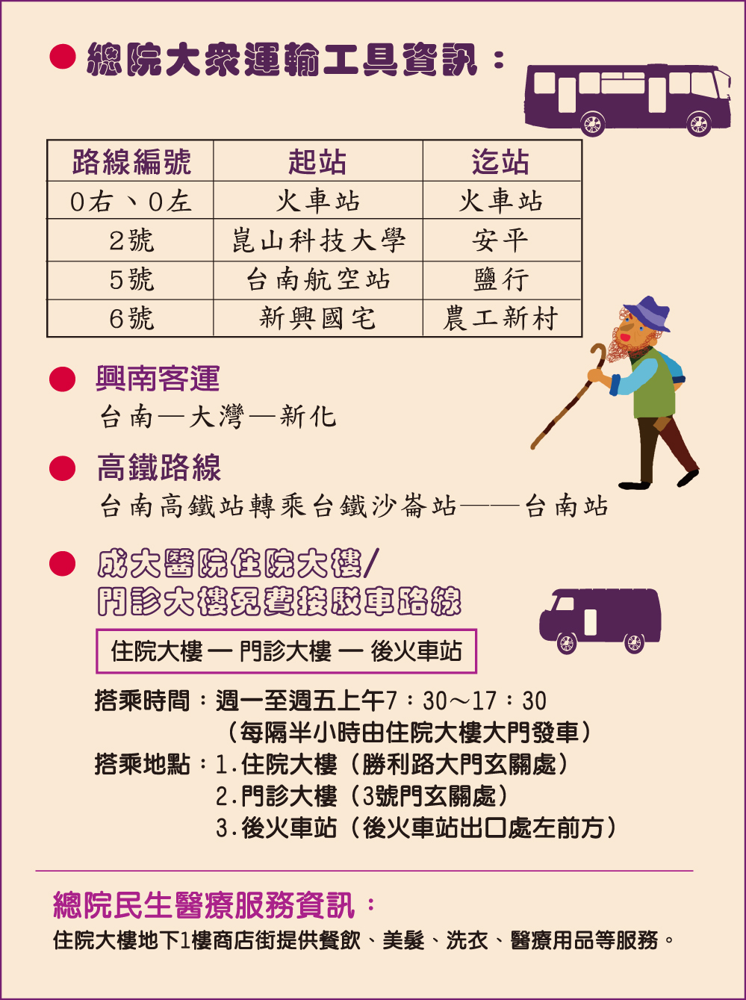 ●總院大眾運輸工具資訊：
路線編號 起站 迄站
0右、0左 火車站 火車站
2號 崑山科技大學 安平
5號 台南航空站 鹽行
6號 新興國宅 農工新村
● 興南客運
台南—大灣—新化
● 高鐵路線
台南高鐵站轉乘台鐵沙崙站——台南站
● 成大醫院住院大樓/
門診大樓免費接駁車路線
住院大樓 — 門診大樓 — 後火車站
搭乘時間：週一至週五上午7：30～17：30
（每隔半小時由住院大樓大門發車）
搭乘地點：1.住院大樓（勝利路大門玄關處）
2.門診大樓（3號門玄關處）
3.後火車站（後火車站出口處左前方）
總院民生醫療服務資訊：
住院大樓地下1樓商店街提供餐飲、美髮、洗衣、醫療用品等服務。